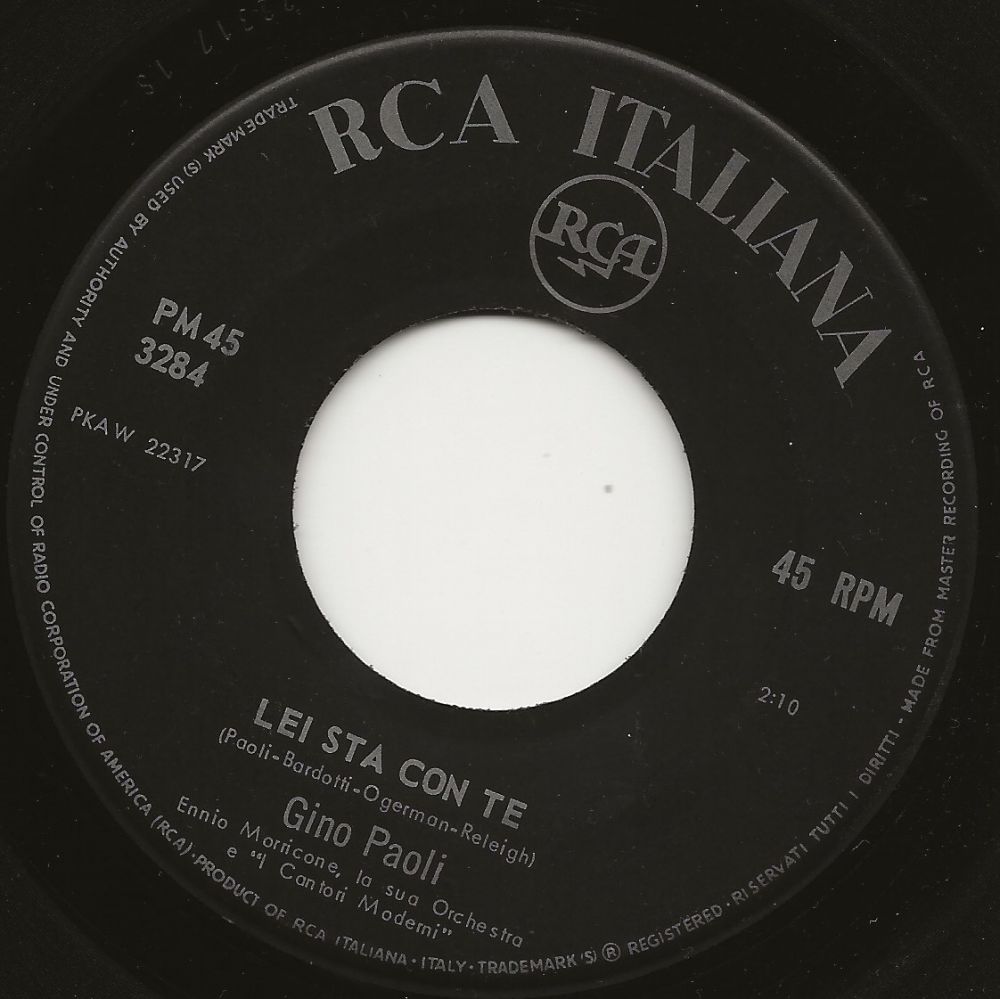 22317 1S
RCA ITALIANA
RCA
PM 45
3284
PKAW 22317
45 RPM
2:10
LEI STA CON TE
(Paoli-Bardotti-Ogerman-Releigh)
Gino Paoli
Ennio Morricone, la sua Orchestra
e "I Cantori Moderni"
TRADEMARK (S) USED BY AUTHORITY AND UNDER CONTROL OF RADIO CORPORATION OF AMERICA (RCA)·PRODUCT OF RCA ITALIANA·ITALY·TRADEMARK (S) ® REGISTERED·RISERVATI TUTTI I DIRITTI - MADE FROM MASTER RECORDING OF RCA